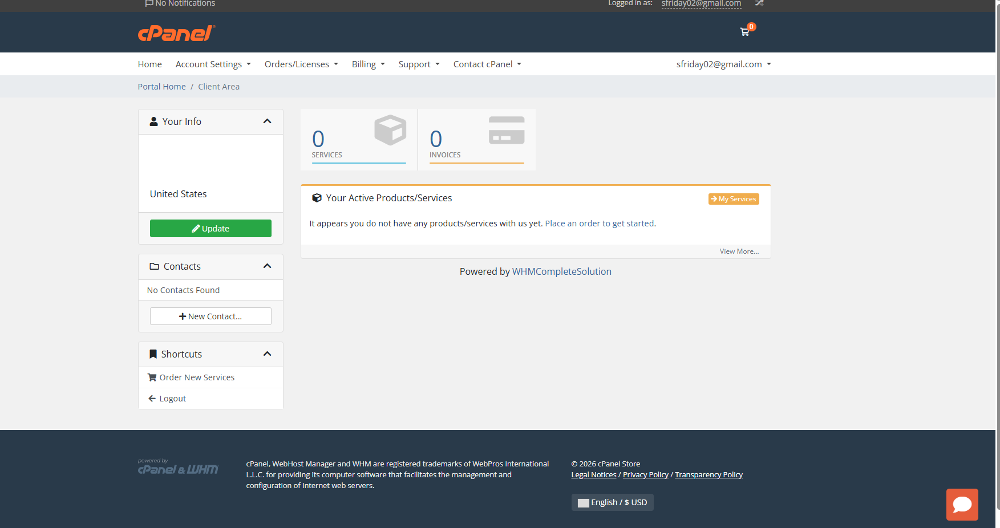 No Notifications
Logged in as: sfriday02@gmail.com
cPanel®
0
Home Account Settings Orders/Licenses Billing Support Contact cPanel sfriday02@gmail.com
Portal Home / Client Area
Your Info
United States
Update
Contacts
No Contacts Found
New Contact...
Shortcuts
Order New Services
Logout
0
SERVICES
0
INVOICES
Your Active Products/Services
My Services
It appears you do not have any products/services with us yet. Place an order to get started.
View More...
Powered by WHMCompleteSolution
powered by
cPanel & WHM
cPanel, WebHost Manager and WHM are registered trademarks of WebPros International
L.L.C. for providing its computer software that facilitates the management and
configuration of Internet web servers.
© 2026 cPanel Store
Legal Notices / Privacy Policy / Transparency Policy
English / $ USD